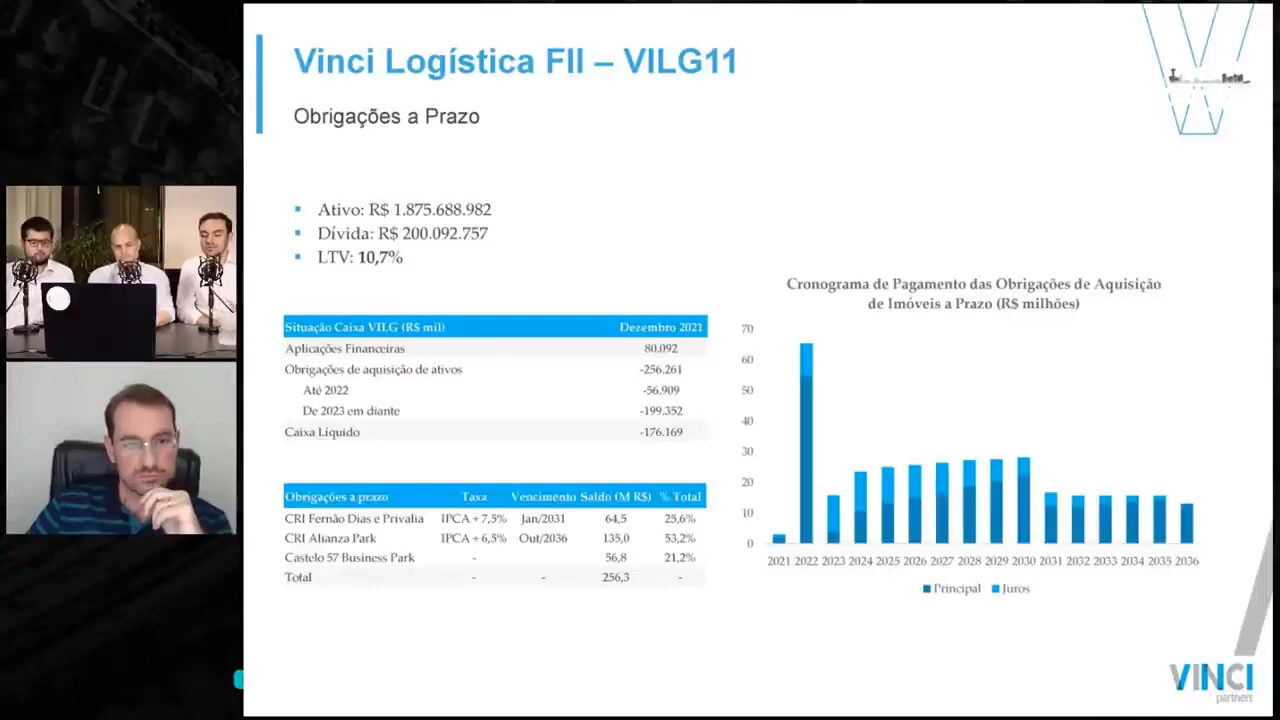 Vinci Logística FII – VILG11
Obrigações a Prazo
Ativo: R$ 1.875.688.982
Dívida: R$ 200.092.757
LTV: 10,7%
Situação Caixa VILG (R$ mil) Dezembro 2021
Aplicações Financeiras 80.092
Obrigações de aquisição de ativos -256.261
Até 2022 -56.909
De 2023 em diante -199.352
Caixa Líquido -176.169
Obrigações a prazo Taxa Vencimento Saldo (M R$) % Total
CRI Fernão Dias e Privalia IPCA + 7,5% Jan/2031 64,5 25,6%
CRI Alianza Park IPCA + 6,5% Out/2036 135,0 53,2%
Castelo 57 Business Park - 56,8 21,2%
Total - - 256,3 -
Cronograma de Pagamento das Obrigações de Aquisição
de Imóveis a Prazo (R$ milhões)
70
60
50
40
30
20
10
0
2021 2022 2023 2024 2025 2026 2027 2028 2029 2030 2031 2032 2033 2034 2035 2036
Principal Juros
VINCI
partners